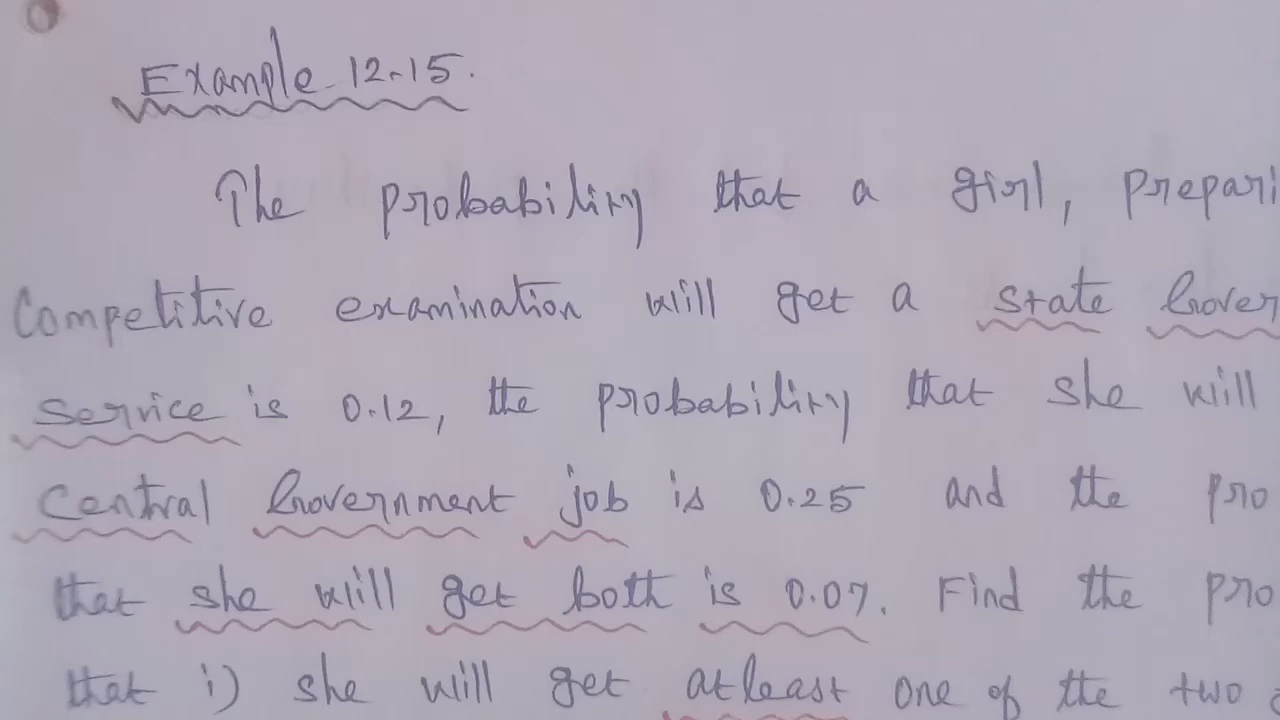 Example 12.15.
The probability that a girl, prepari
Competitive examination will get a state Gover
service is 0.12, the probability that she will
Central Government job is 0.25 and the pro
that she will get both is 0.07. Find the pro
that i) she will get atleast one of the two